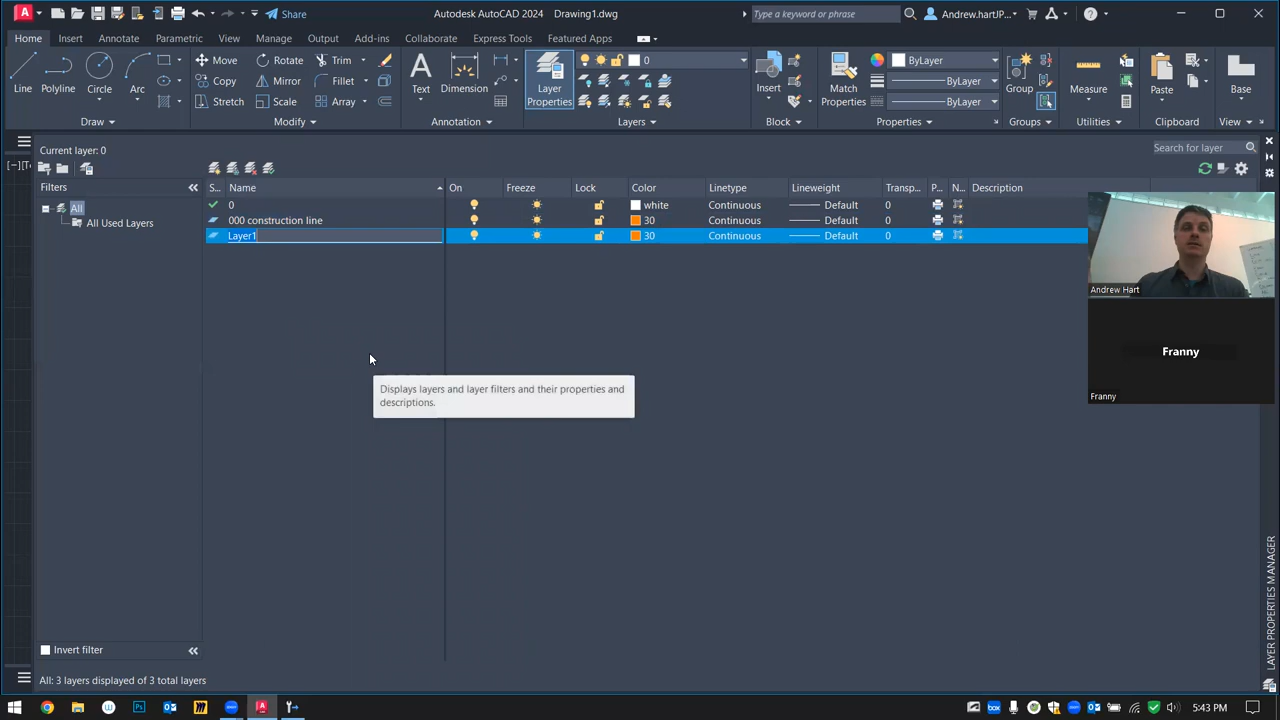 Share
Autodesk AutoCAD 2024 Drawing1.dwg
Type a keyword or phrase
Andrew.hartJP...
Home Insert Annotate Parametric View Manage Output Add-ins Collaborate Express Tools Featured Apps
Line Polyline Circle Arc
Move Rotate Trim
Copy Mirror Fillet
Stretch Scale Array
Text Dimension
Layer Properties
0
Insert
Match Properties
ByLayer
ByLayer
ByLayer
Group Measure Paste Base
Draw Modify Annotation Layers Block Properties Groups Utilities Clipboard View
Current layer: 0
Search for layer
Filters
All
All Used Layers
S... Name On Freeze Lock Color Linetype Lineweight Transp... P... N... Description
0 white Continuous Default 0
000 construction line 30 Continuous Default 0
Layer1 30 Continuous Default 0
Displays layers and layer filters and their properties and
descriptions.
Andrew Hart
Franny
Franny
Invert filter
All: 3 layers displayed of 3 total layers
LAYER PROPERTIES MANAGER
5:43 PM